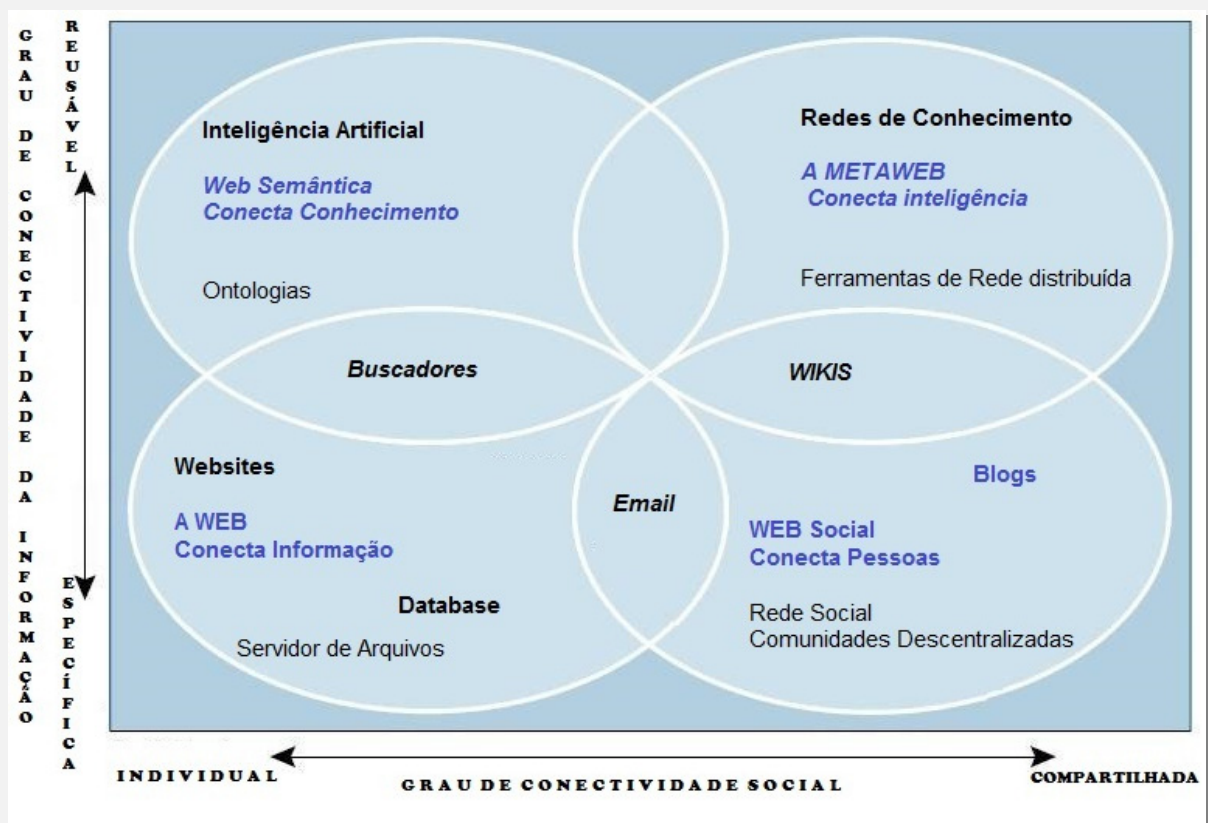 GRAU DE CONECTIVIDADE DA INFORMAÇÃO
REUSÁVEL
ESPECÍFICA
Inteligência Artificial
Web Semântica
Conecta Conhecimento
Ontologias
Redes de Conhecimento
A METAWEB
Conecta inteligência
Ferramentas de Rede distribuída
Buscadores
WIKIS
Websites
A WEB
Conecta Informação
Database
Servidor de Arquivos
Email
Blogs
WEB Social
Conecta Pessoas
Rede Social
Comunidades Descentralizadas
INDIVIDUAL
GRAU DE CONECTIVIDADE SOCIAL
COMPARTILHADA